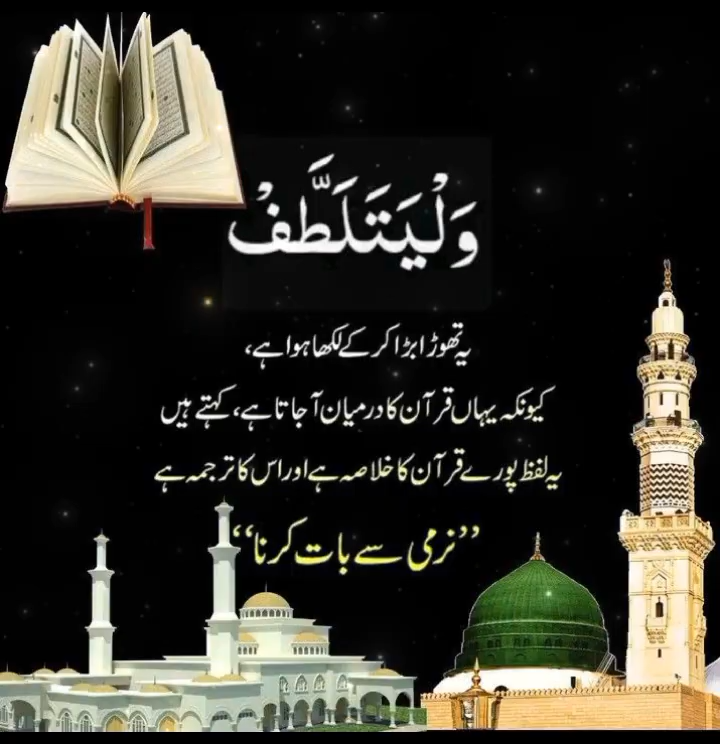 وَلْيَتَلَطَّفْ
یہ تھوڑا بڑا کر کے لکھا ہوا ہے،
کیونکہ یہاں قرآن کا درمیان آجاتا ہے، کہتے ہیں
یہ لفظ پورے قرآن کا خلاصہ ہے اور اس کا ترجمہ ہے
”نرمی سے بات کرنا“